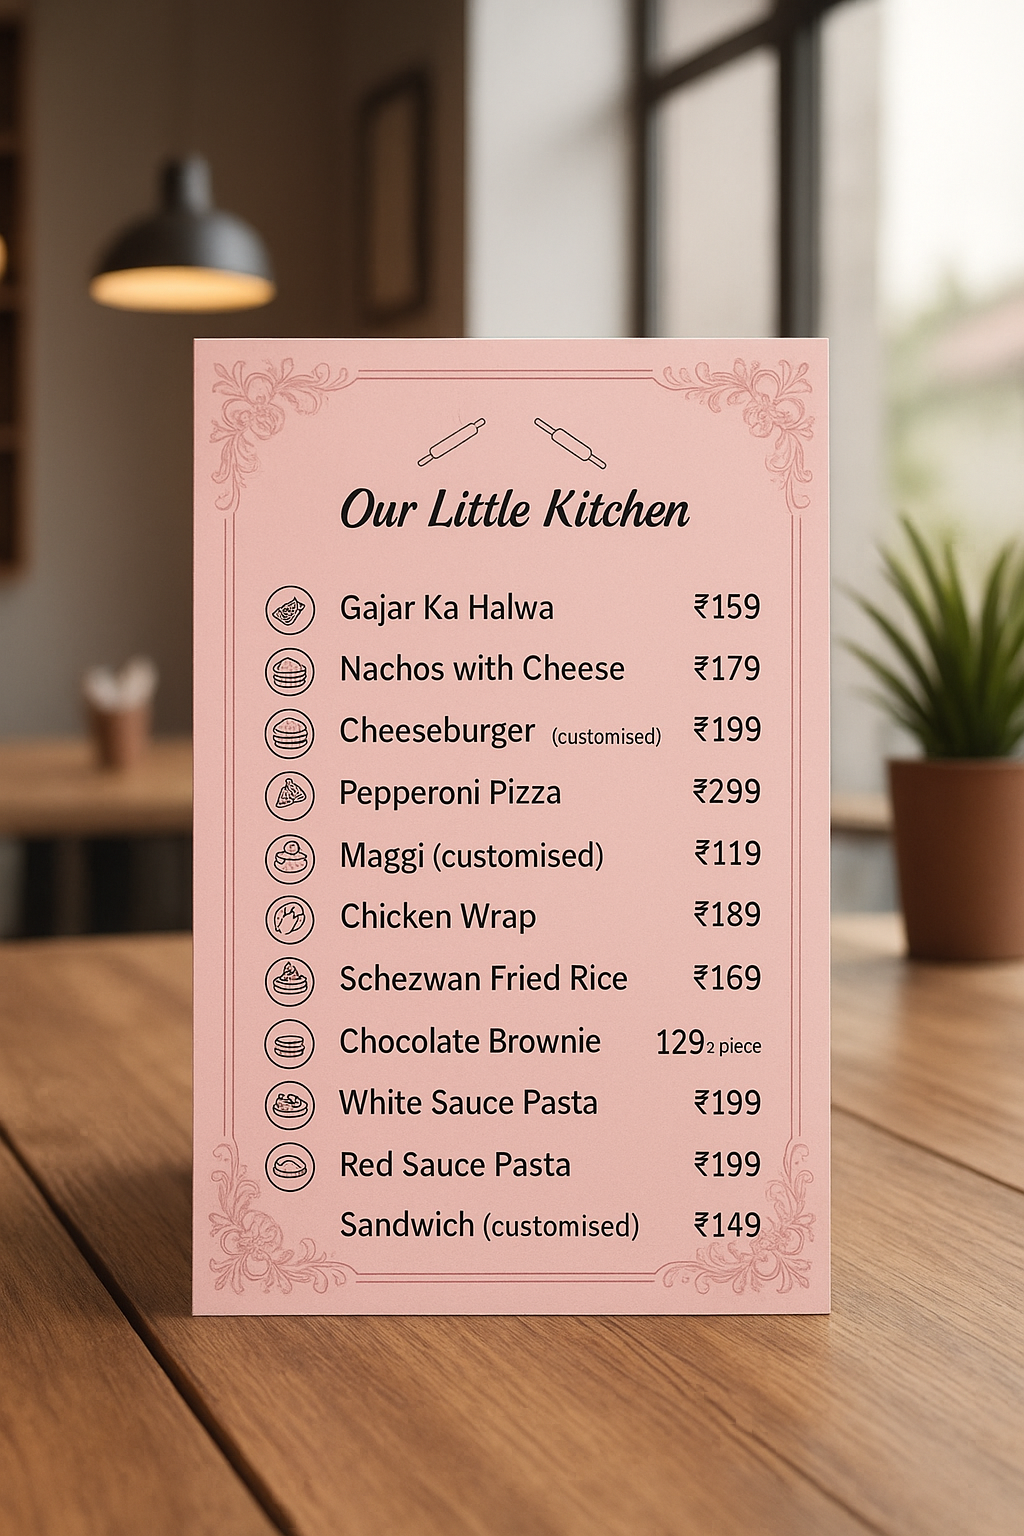 Our Little Kitchen
Gajar Ka Halwa ₹159
Nachos with Cheese ₹179
Cheeseburger (customised) ₹199
Pepperoni Pizza ₹299
Maggi (customised) ₹119
Chicken Wrap ₹189
Schezwan Fried Rice ₹169
Chocolate Brownie 129 2 piece
White Sauce Pasta ₹199
Red Sauce Pasta ₹199
Sandwich (customised) ₹149